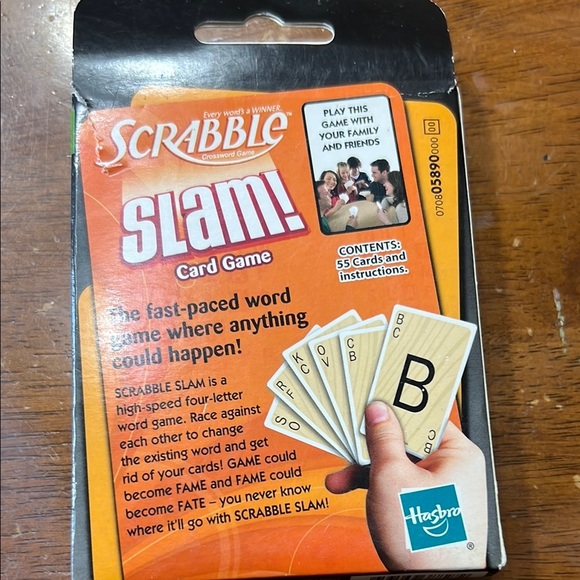 Every word's a WINNER.
SCRABBLE™
Crossword Game
SLAM!
Card Game
PLAY THIS
GAME WITH
YOUR FAMILY
AND FRIENDS
070805890000 00
CONTENTS:
55 Cards and
instructions.
The fast-paced word
game where anything
could happen!
SCRABBLE SLAM is a
high-speed four-letter
word game. Race against
each other to change
the existing word and get
rid of your cards! GAME could
become FAME and FAME could
become FATE – you never know
where it'll go with SCRABBLE SLAM!
S
O
R
F
K
C
O
V
C
B
B
C
B
B
C
Hasbro
®